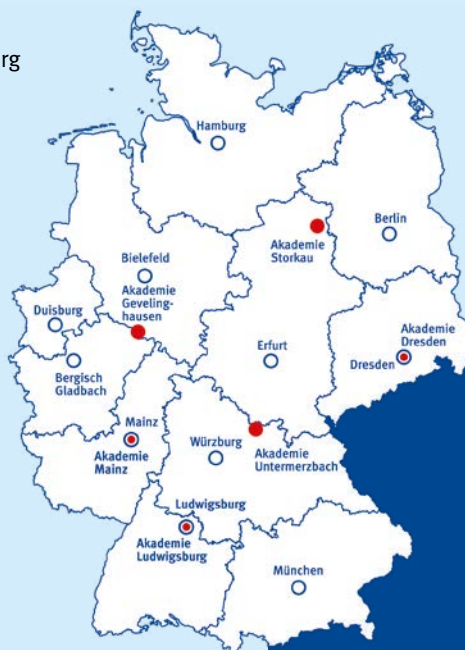 rg
Hamburg
Akademie
Storkau
Berlin
Bielefeld
Akademie
Geveling-
hausen
Duisburg
Bergisch
Gladbach
Erfurt
Akademie
Dresden
Dresden
Mainz
Akademie
Mainz
Würzburg
Akademie
Untermerzbach
Ludwigsburg
Akademie
Ludwigsburg
München